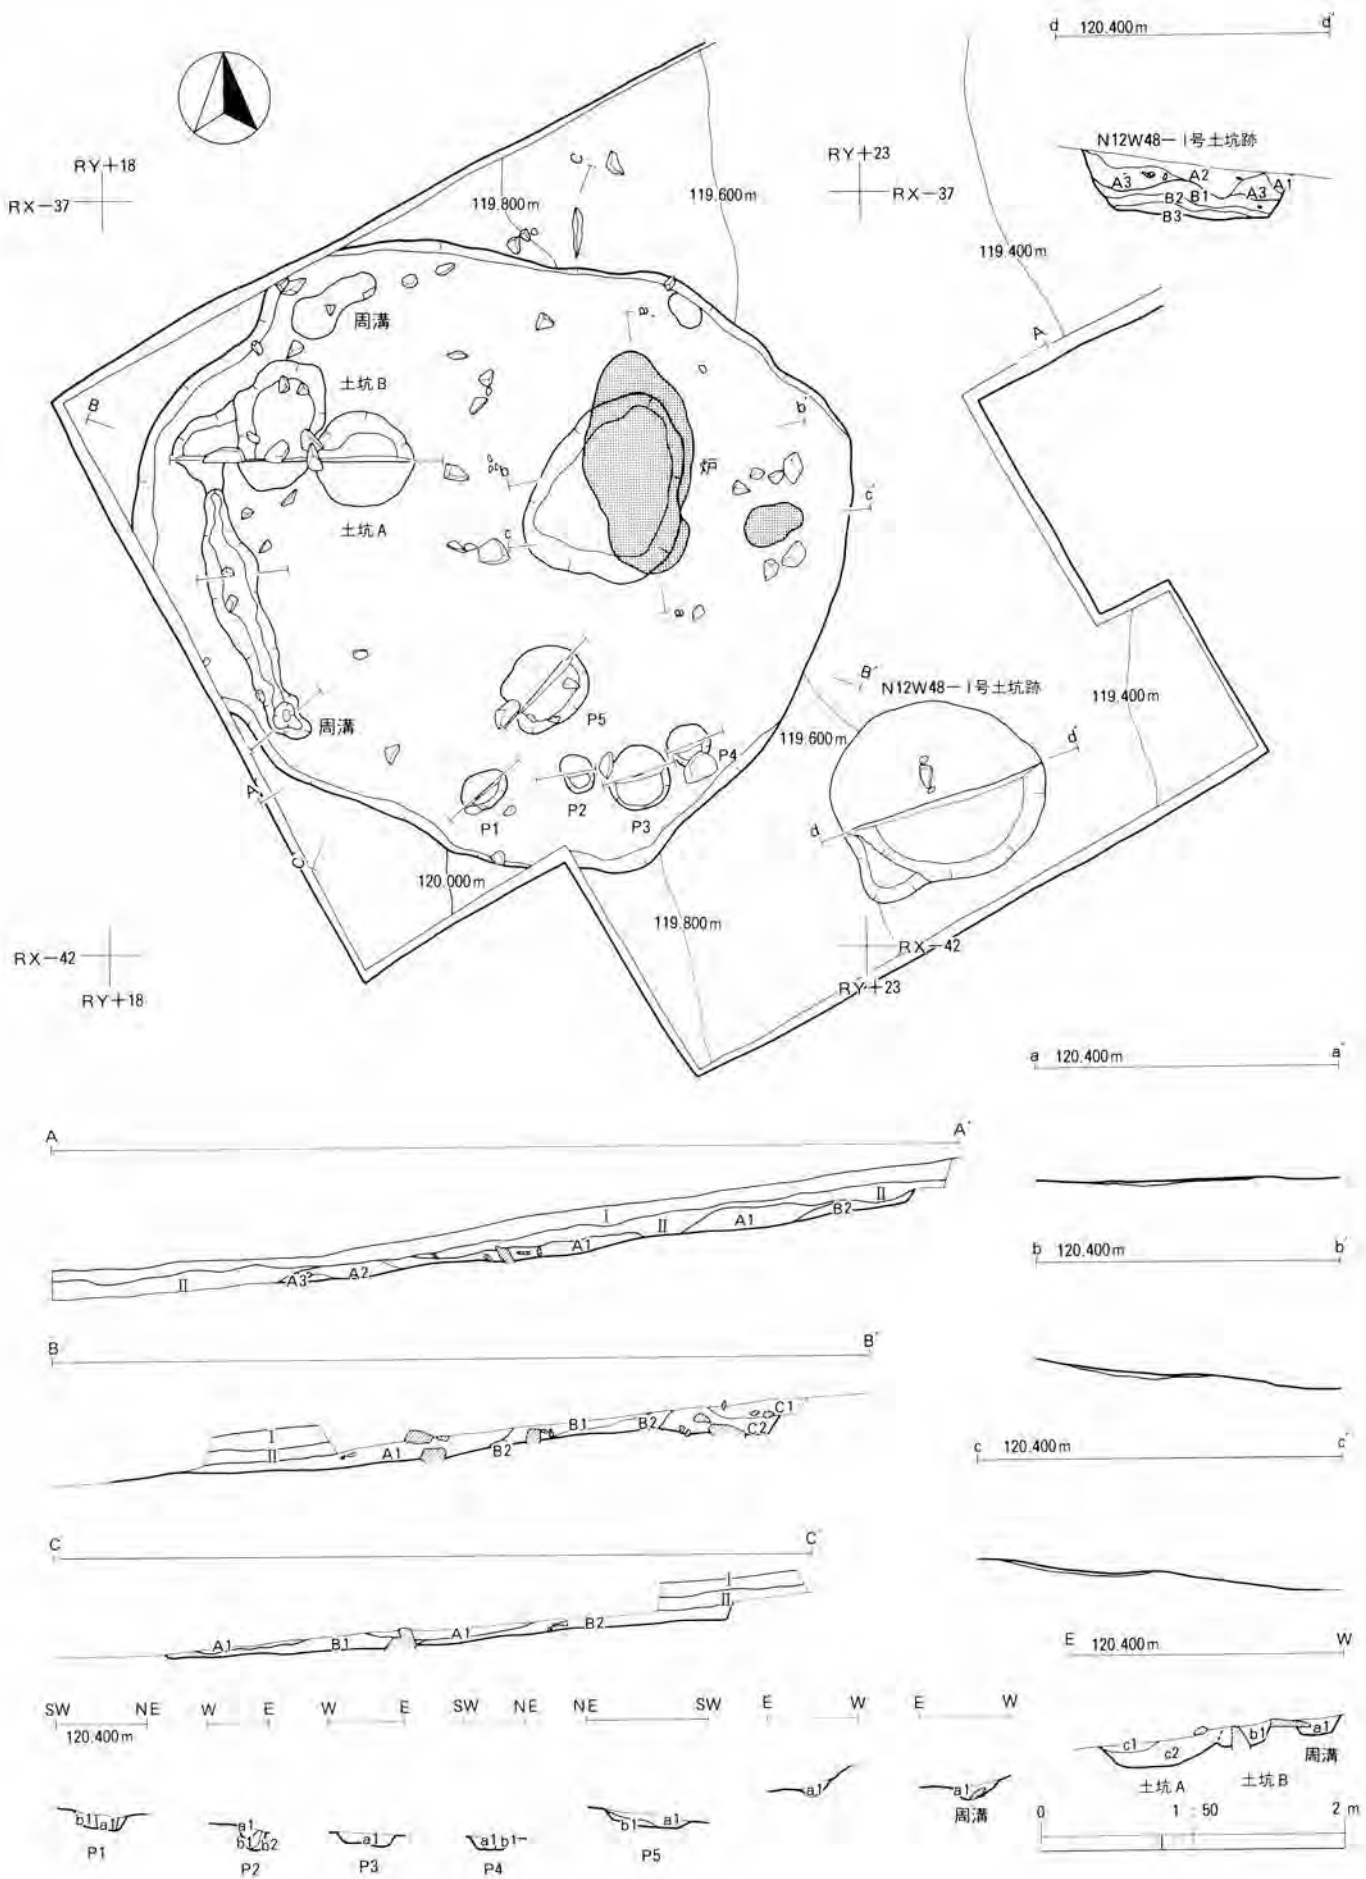 d 120.400m d'
N12W48-1号土坑跡
A3 A2 A1
B2 B1 A3
B3
RY+18
RX-37
RY+23
RX-37
C'
119.800m
119.600m
119.400m
周溝
a'
A
B
土坑B
b'
炉
b
c'
土坑A
c
a
B'
N12W48-1号土坑跡
119.400m
周溝
P5
119.600m
P4
d'
A'
P1
P2
P3
d
C
120.000m
119.800m
RX-42
RY+18
RX-42
RY+23
a 120.400m a'
A A'
I
II A1 B2 II
A1
II A3 A2
b 120.400m b'
B B'
I
II A1 B2 B1 B2 C2 C1
c 120.400m c'
C C'
I
II
A1 B1 A1 B2
E 120.400m W
SW NE W E W E SW NE NE SW E W E W
120.400m
c1 c2 b1 a1
周溝
土坑A 土坑B
b1 a1
P1
a1
b1 b2
P2
a1
P3
a1 b1
P4
b1 a1
P5
a1
a1
周溝
0 1:50 2m